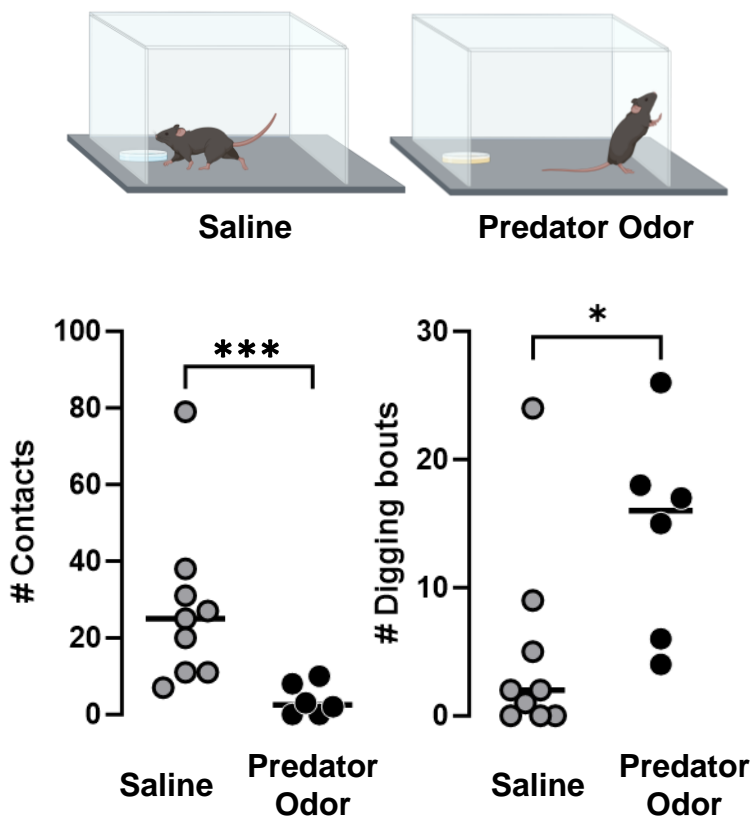 Saline
Predator Odor
100
80
60
40
20
0
# Contacts
***
Saline
Predator
Odor
30
20
10
0
# Digging bouts
*
Saline
Predator
Odor